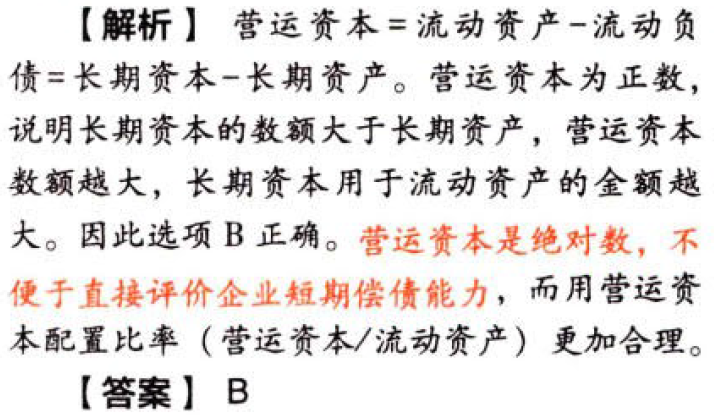 【解析】 营运资本=流动资产-流动负
债=长期资本-长期资产。营运资本为正数，
说明长期资本的数额大于长期资产，营运资本
数额越大，长期资本用于流动资产的金额越
大。因此选项 B 正确。营运资本是绝对数，不
便于直接评价企业短期偿债能力，而用营运资
本配置比率（营运资本/流动资产）更加合理。
【答案】 B